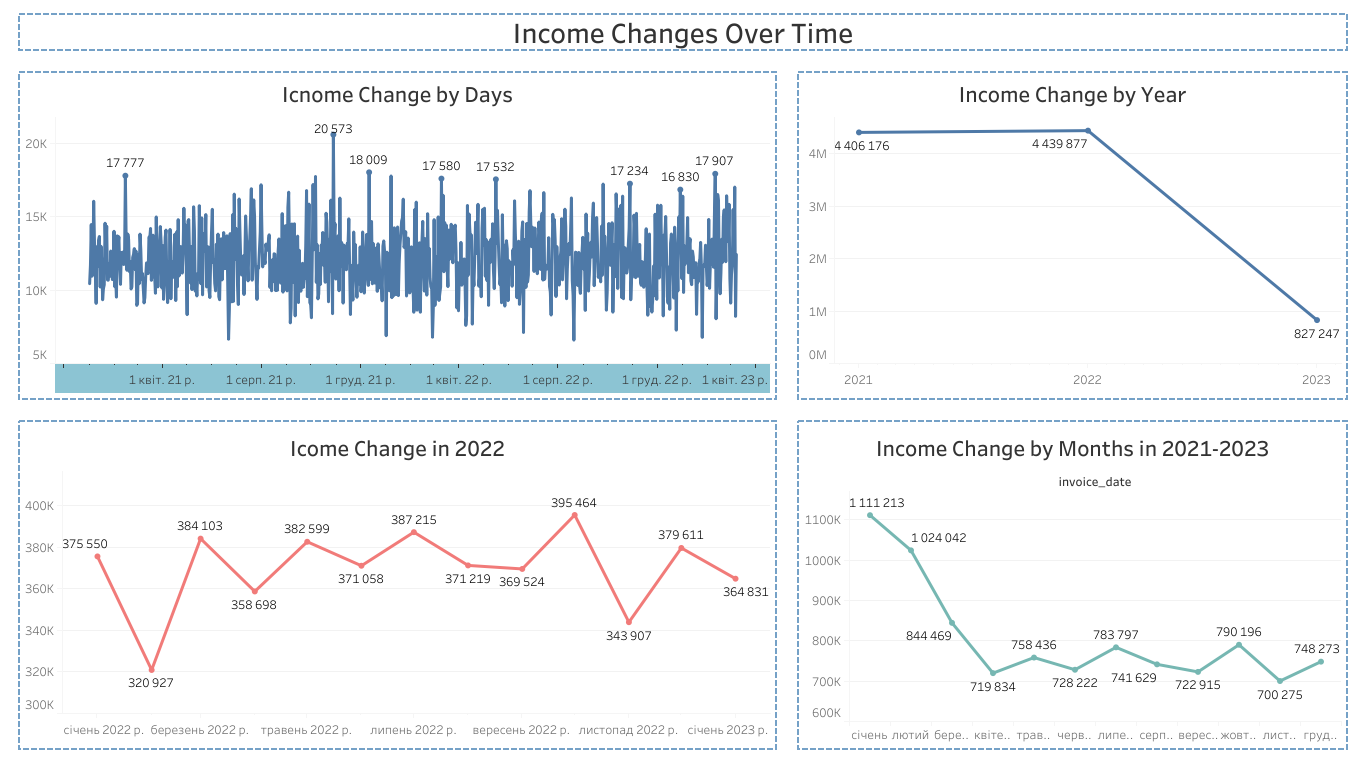 Income Changes Over Time
Icnome Change by Days
20K
15K
10K
5K
17 777
20 573
18 009
17 580
17 532
17 234
16 830
17 907
1 квіт. 21 р.
1 серп. 21 р.
1 груд. 21 р.
1 квіт. 22 р.
1 серп. 22 р.
1 груд. 22 р.
1 квіт. 23 р.
Income Change by Year
4M
3M
2M
1M
0M
4 406 176
4 439 877
827 247
2021
2022
2023
Icome Change in 2022
400K
380K
360K
340K
320K
300K
375 550
320 927
384 103
358 698
382 599
371 058
387 215
371 219
369 524
395 464
343 907
379 611
364 831
січень 2022 р.
березень 2022 р.
травень 2022 р.
липень 2022 р.
вересень 2022 р.
листопад 2022 р.
січень 2023 р.
Income Change by Months in 2021-2023
invoice_date
1100K
1000K
900K
800K
700K
600K
1 111 213
1 024 042
844 469
719 834
758 436
728 222
783 797
741 629
722 915
790 196
700 275
748 273
січень
лютий
бере..
квіте..
трав..
черв..
липе..
серп..
верес..
жовт..
лист..
груд..